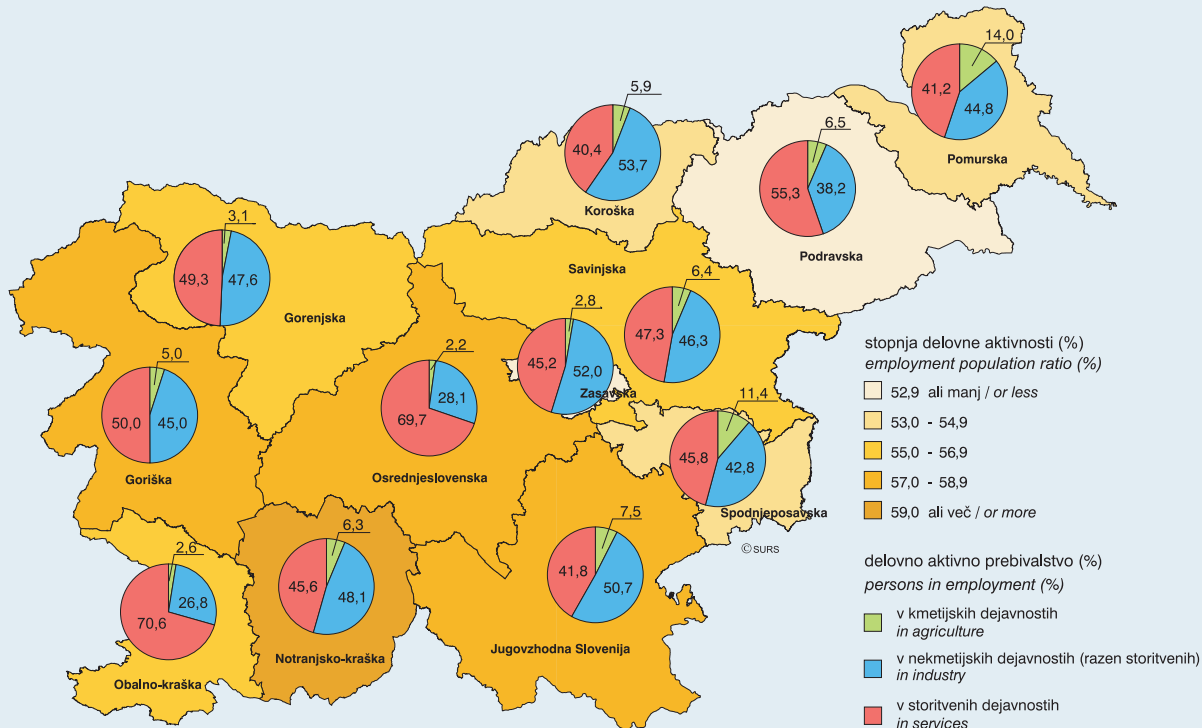 14,0
41,2
44,8
Pomurska
5,9
40,4
53,7
Koroška
6,5
55,3
38,2
Podravska
3,1
49,3
47,6
Gorenjska
Savinjska
6,4
47,3
46,3
2,8
45,2
52,0
Zasavska
2,2
28,1
69,7
Osrednjeslovenska
5,0
50,0
45,0
Goriška
11,4
45,8
42,8
Spodnjeposavska
7,5
41,8
50,7
Jugovzhodna Slovenija
6,3
45,6
48,1
Notranjsko-kraška
2,6
26,8
70,6
Obalno-kraška
© SURS
stopnja delovne aktivnosti (%)
employment population ratio (%)
52,9 ali manj / or less
53,0 - 54,9
55,0 - 56,9
57,0 - 58,9
59,0 ali več / or more
delovno aktivno prebivalstvo (%)
persons in employment (%)
v kmetijskih dejavnostih
in agriculture
v nekmetijskih dejavnostih (razen storitvenih)
in industry
v storitvenih dejavnostih
in services